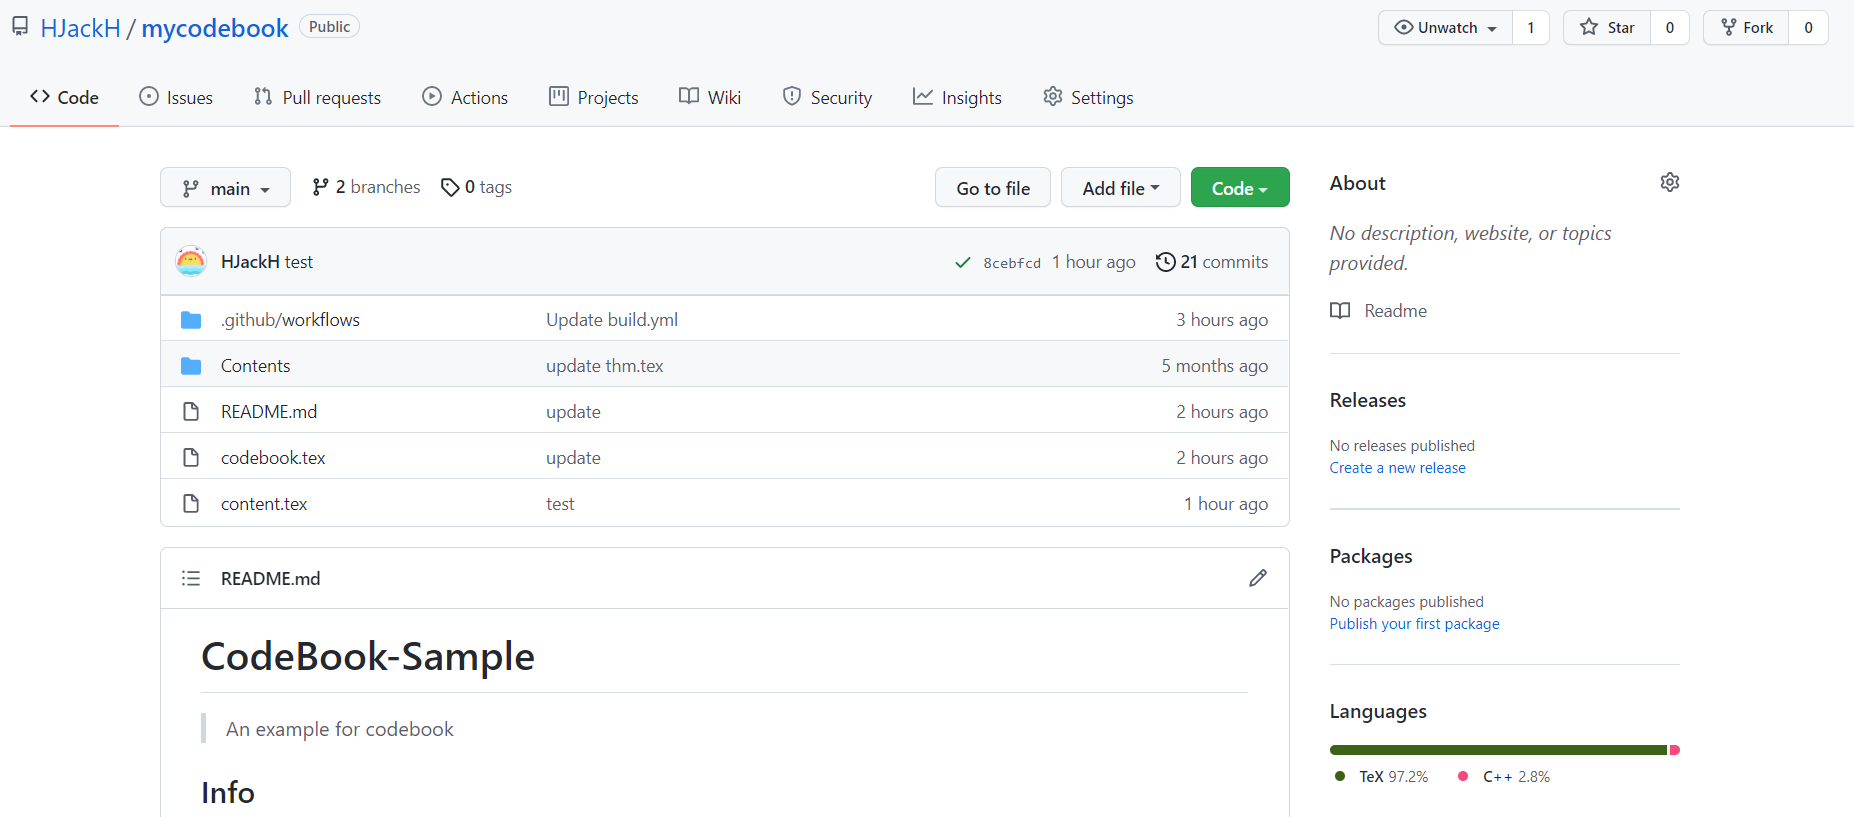 HJackH / mycodebook Public
Unwatch 1 Star 0 Fork 0
Code Issues Pull requests Actions Projects Wiki Security Insights Settings
main 2 branches 0 tags Go to file Add file Code
HJackH test 8cebfcd 1 hour ago 21 commits
.github/workflows Update build.yml 3 hours ago
Contents update thm.tex 5 months ago
README.md update 2 hours ago
codebook.tex update 2 hours ago
content.tex test 1 hour ago
README.md
CodeBook-Sample
An example for codebook
Info
About
No description, website, or topics
provided.
Readme
Releases
No releases published
Create a new release
Packages
No packages published
Publish your first package
Languages
TeX 97.2% C++ 2.8%